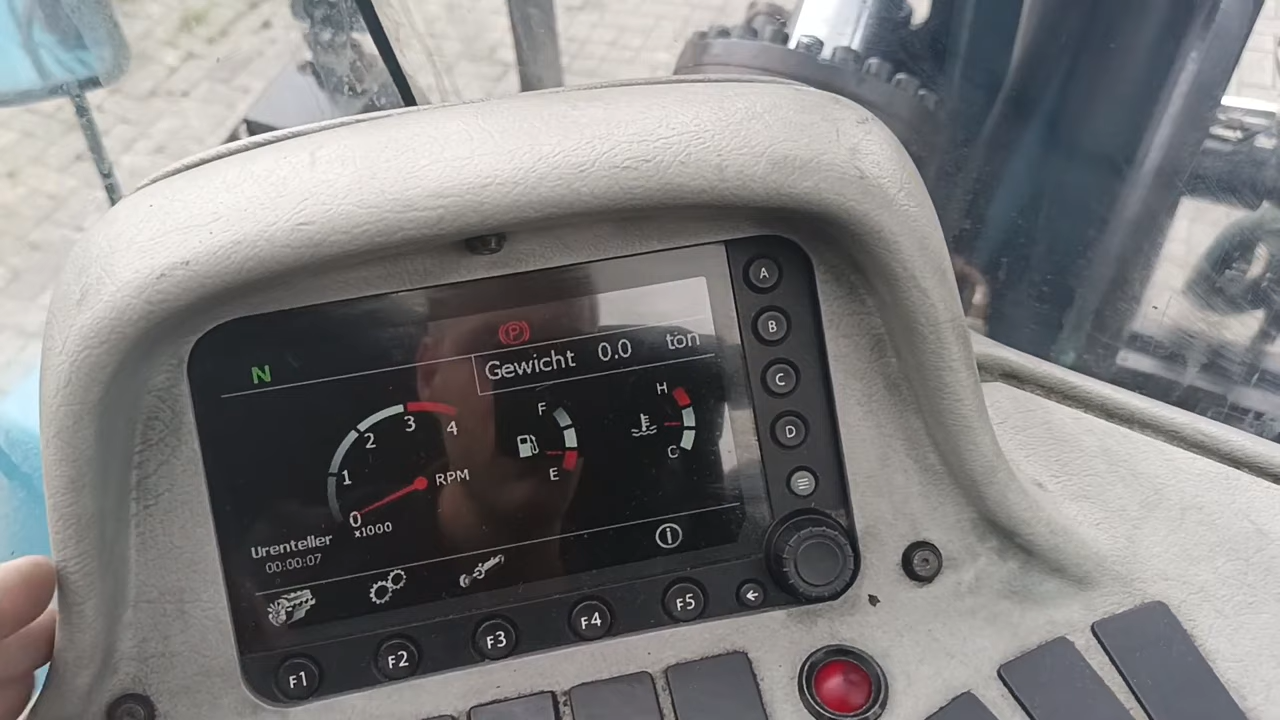 N
P
Gewicht 0.0 ton
0 1 2 3 4
RPM
x1000
F
E
H
C
Urenteller
00:00:07
i
A
B
C
D
F1
F2
F3
F4
F5